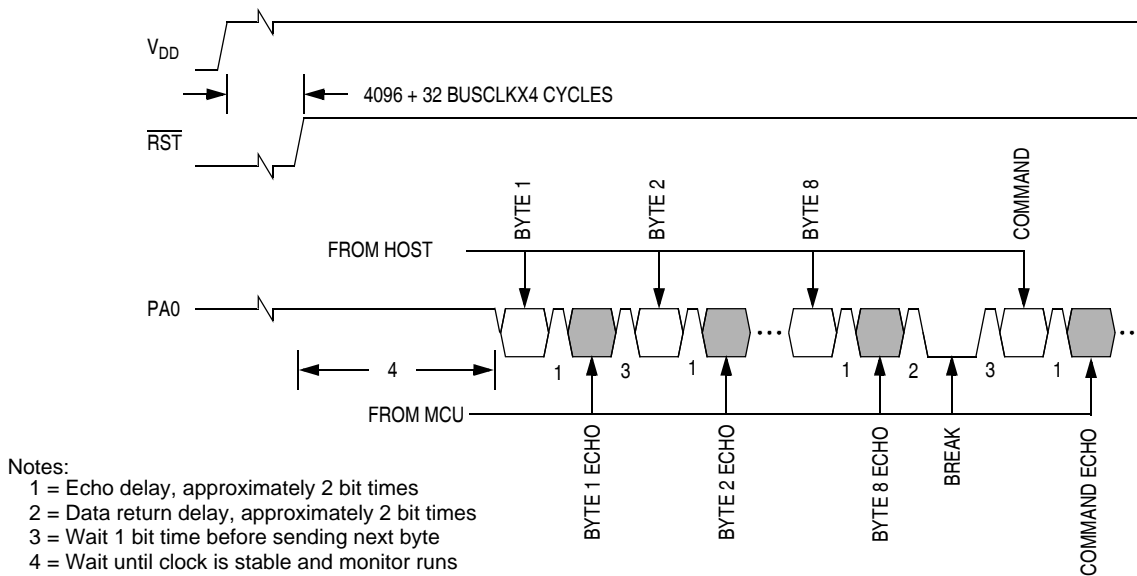 VDD
4096 + 32 BUSCLKX4 CYCLES
RST
BYTE 1
BYTE 2
BYTE 8
COMMAND
FROM HOST
PA0
1
3
1
1
2
3
1
4
FROM MCU
BYTE 1 ECHO
BYTE 2 ECHO
BYTE 8 ECHO
BREAK
COMMAND ECHO
Notes:
1 = Echo delay, approximately 2 bit times
2 = Data return delay, approximately 2 bit times
3 = Wait 1 bit time before sending next byte
4 = Wait until clock is stable and monitor runs